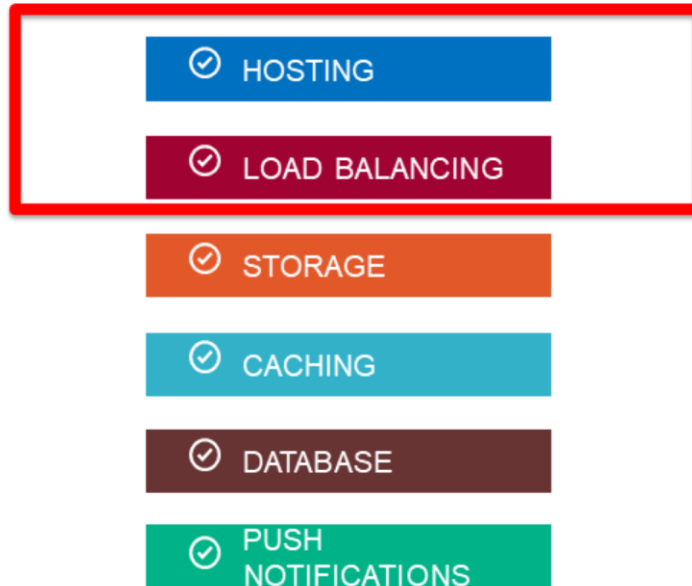 HOSTING
LOAD BALANCING
STORAGE
CACHING
DATABASE
PUSH
NOTIFICATIONS